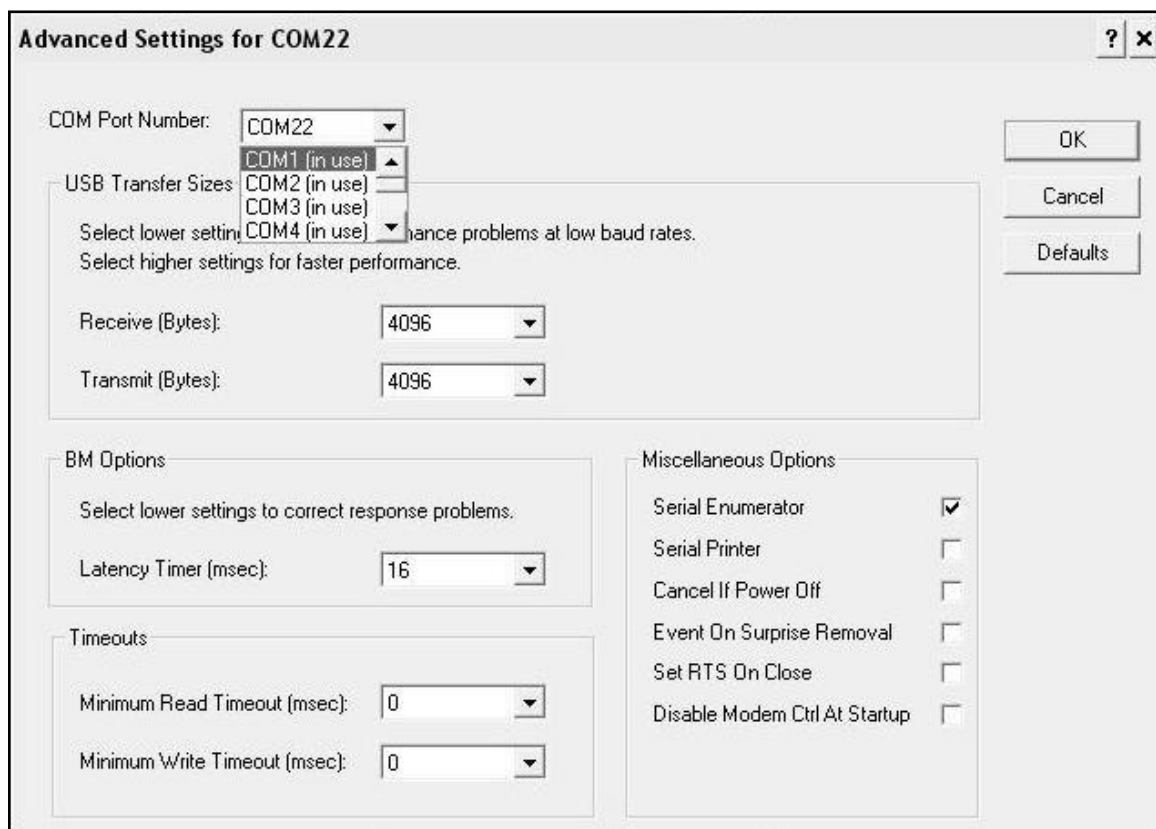 Advanced Settings for COM22
? ×
COM Port Number: COM22
OK
COM1 (in use)
COM2 (in use)
COM3 (in use)
COM4 (in use)
Cancel
Defaults
USB Transfer Sizes
Select lower mance problems at low baud rates.
Select higher settings for faster performance.
Receive (Bytes): 4096
Transmit (Bytes): 4096
BM Options
Select lower settings to correct response problems.
Latency Timer (msec): 16
Timeouts
Minimum Read Timeout (msec): 0
Minimum Write Timeout (msec): 0
Miscellaneous Options
Serial Enumerator
Serial Printer
Cancel If Power Off
Event On Surprise Removal
Set RTS On Close
Disable Modem Ctrl At Startup